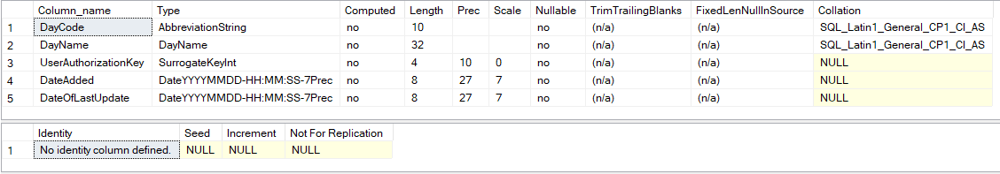 Column_name Type Computed Length Prec Scale Nullable TrimTrailingBlanks FixedLenNullInSource Collation
1 DayCode AbbreviationString no 10 no (n/a) (n/a) SQL_Latin1_General_CP1_CI_AS
2 DayName DayName no 32 no (n/a) (n/a) SQL_Latin1_General_CP1_CI_AS
3 UserAuthorizationKey SurrogateKeyInt no 4 10 0 no (n/a) (n/a) NULL
4 DateAdded DateYYYYMMDD-HH:MM:SS-7Prec no 8 27 7 no (n/a) (n/a) NULL
5 DateOfLastUpdate DateYYYYMMDD-HH:MM:SS-7Prec no 8 27 7 no (n/a) (n/a) NULL
Identity Seed Increment Not For Replication
1 No identity column defined. NULL NULL NULL